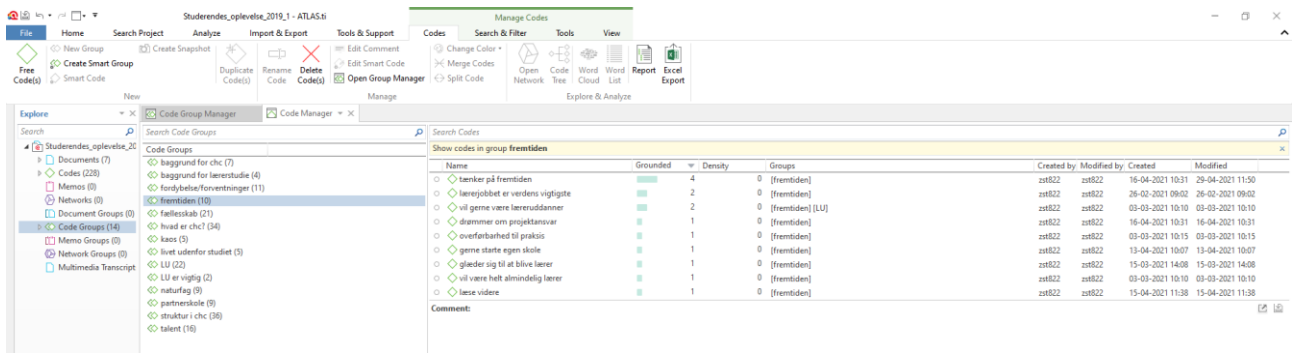 Studerendes_oplevelse_2019_1 - ATLAS.ti
Manage Codes
File Home Search Project Analyze Import & Export Tools & Support Codes Search & Filter Tools View
Free Code(s)
New Group
Create Smart Group
Smart Code
Create Snapshot
Duplicate Code(s)
Rename Code
Delete Code(s)
Edit Comment
Edit Smart Code
Open Group Manager
Change Color
Merge Codes
Split Code
Open Network
Code Tree
Word Cloud
Word List
Report
Excel Export
New Manage Explore & Analyze
Explore
Search
Studerendes_oplevelse_20
Documents (7)
Codes (228)
Memos (0)
Networks (0)
Document Groups (0)
Code Groups (14)
Memo Groups (0)
Network Groups (0)
Multimedia Transcript
Code Group Manager Code Manager
Search Code Groups
Code Groups
baggrund for chc (7)
baggrund for lærerstudie (4)
fordybelse/forventninger (11)
fremtiden (10)
fællesskab (21)
hvad er chc? (34)
kaos (5)
livet udenfor studiet (5)
LU (22)
LU er vigtig (2)
naturfag (9)
partnerskole (9)
struktur i chc (36)
talent (16)
Search Codes
Show codes in group fremtiden
Name Grounded Density Groups Created by Modified by Created Modified
tænker på fremtiden 4 0 [fremtiden] zst822 zst822 16-04-2021 10:31 29-04-2021 11:50
lærerjobbet er verdens vigtigste 2 0 [fremtiden] zst822 zst822 26-02-2021 09:02 26-02-2021 09:02
vil gerne være læreruddanner 2 0 [fremtiden] [LU] zst822 zst822 03-03-2021 10:10 03-03-2021 10:10
drømmer om projektansvar 1 0 [fremtiden] zst822 zst822 16-04-2021 10:31 16-04-2021 10:31
overførbarhed til praksis 1 0 [fremtiden] zst822 zst822 03-03-2021 10:15 03-03-2021 10:15
gerne starte egen skole 1 0 [fremtiden] zst822 zst822 13-04-2021 10:07 13-04-2021 10:07
glæder sig til at blive lærer 1 0 [fremtiden] zst822 zst822 15-03-2021 14:08 15-03-2021 14:08
vil være helt almindelig lærer 1 0 [fremtiden] zst822 zst822 03-03-2021 10:10 03-03-2021 10:10
læse videre 1 0 [fremtiden] zst822 zst822 15-04-2021 11:38 15-04-2021 11:38
Comment: